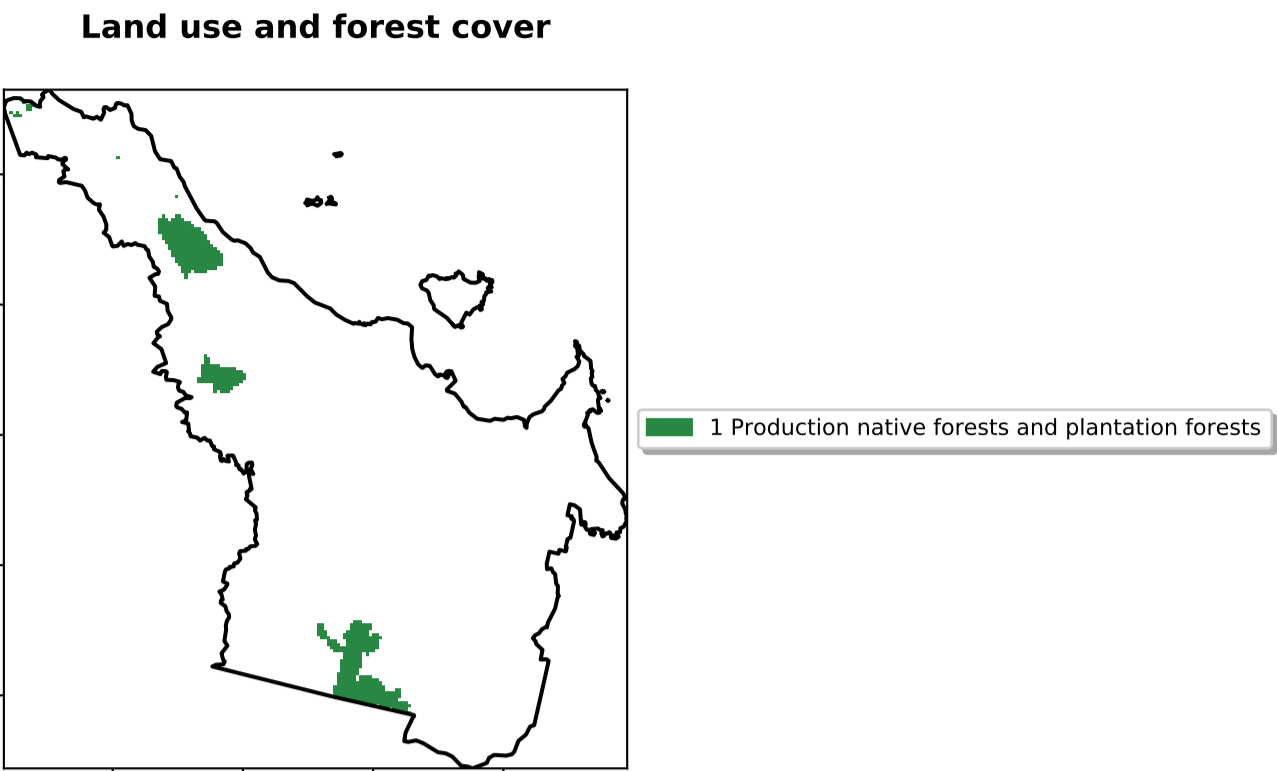 Land use and forest cover
1 Production native forests and plantation forests